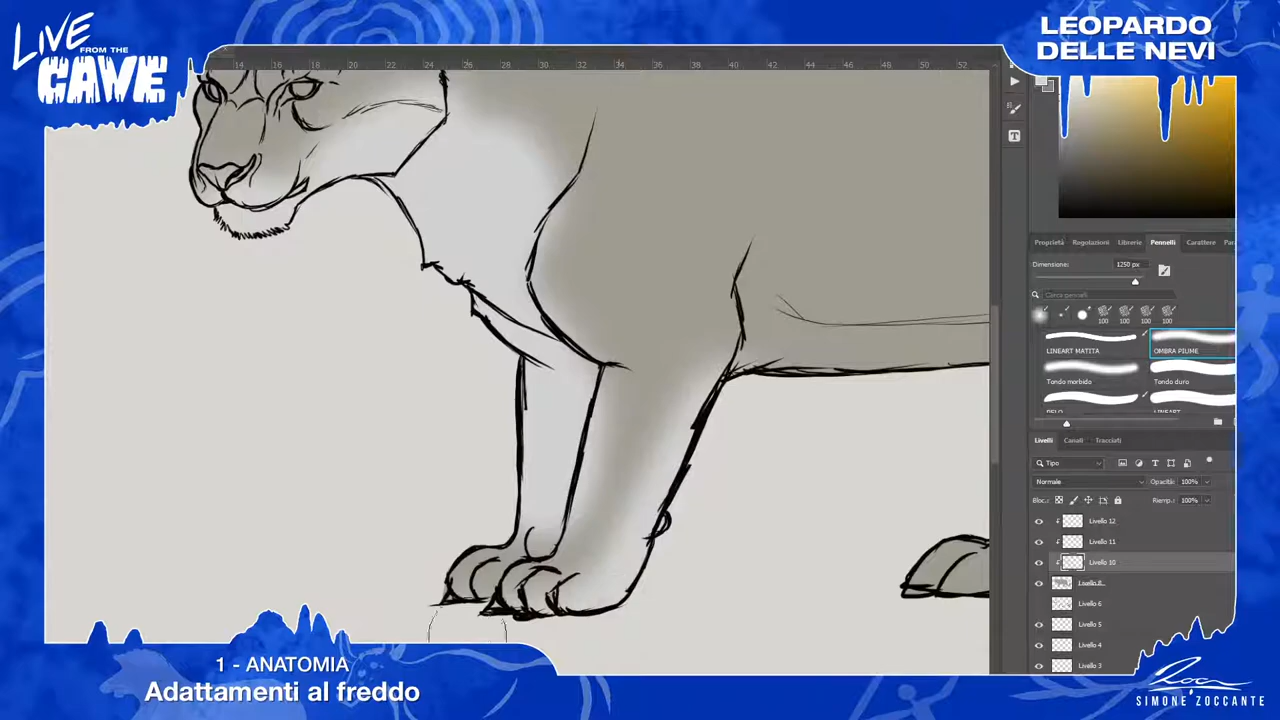 LIVE
FROM THE
CAVE
LEOPARDO
DELLE NEVI
14 16 18 20 22 24 26 28 30 32 34 36 38 40 42 44 46 48 50 52
Proprietà Regolazioni Librerie Pennelli Carattere
Dimensione: 1250 px
Cerca pennelli
100 100 100 100
LINEART MATITA OMBRA PIUME
Tondo morbido Tondo duro
PELO LINEART
Livelli Canali Tracciati
Tipo
Normale Opacità: 100%
Bloc.: Riemp.: 100%
Livello 12
Livello 11
Livello 10
Livello 6
Livello 5
Livello 4
Livello 3
1 - ANATOMIA
Adattamenti al freddo
SIMONE ZOCCANTE